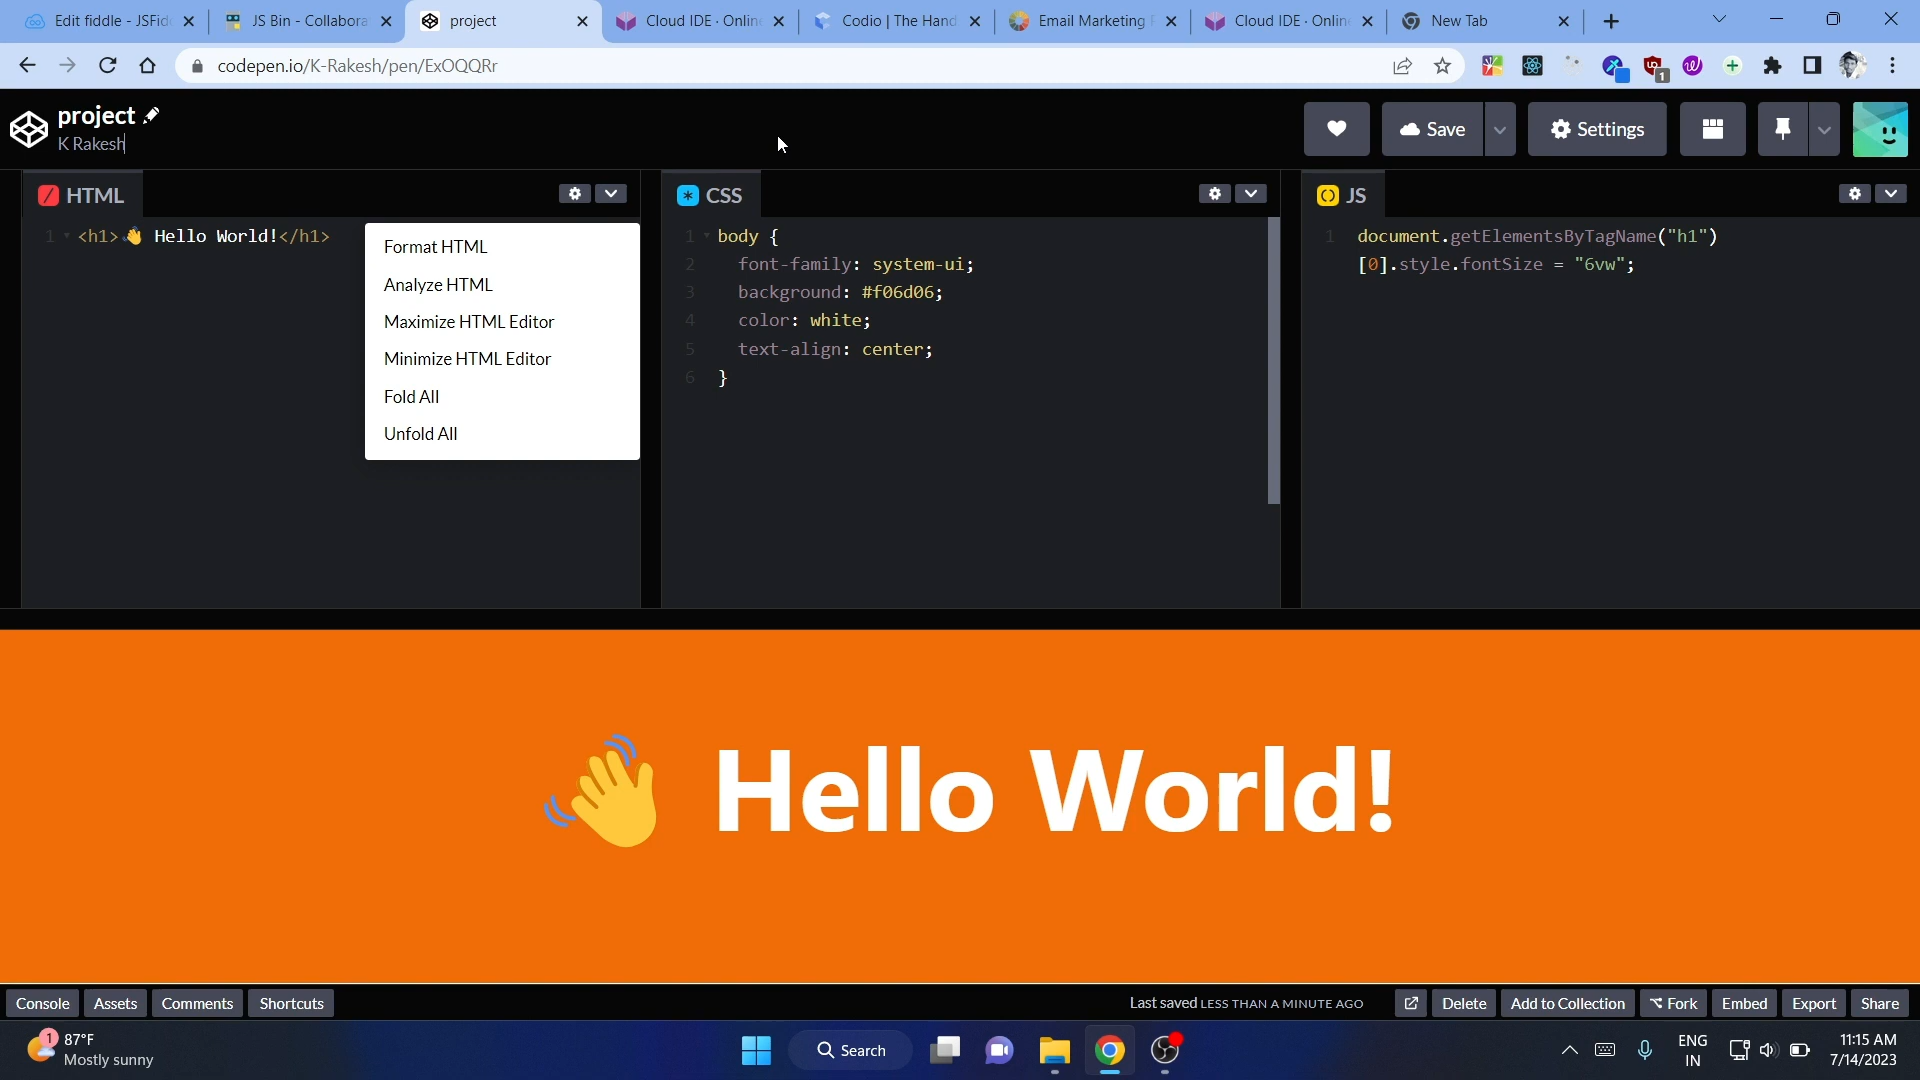 Edit fiddle - JSFid
JS Bin - Collabora
project
Cloud IDE · Onlin
Codio | The Hand
Email Marketing
Cloud IDE · Onlin
New Tab
codepen.io/K-Rakesh/pen/ExOQQRr
1
project
K Rakesh
Save
Settings
HTML
CSS
JS
1 <h1>👋 Hello World!</h1>
Format HTML
Analyze HTML
Maximize HTML Editor
Minimize HTML Editor
Fold All
Unfold All
1 body {
2 font-family: system-ui;
3 background: #f06d06;
4 color: white;
5 text-align: center;
6 }
1 document.getElementsByTagName("h1")
[0].style.fontSize = "6vw";
👋 Hello World!
Console
Assets
Comments
Shortcuts
Last saved LESS THAN A MINUTE AGO
Delete
Add to Collection
Fork
Embed
Export
Share
1
87°F
Mostly sunny
Search
ENG
IN
11:15 AM
7/14/2023